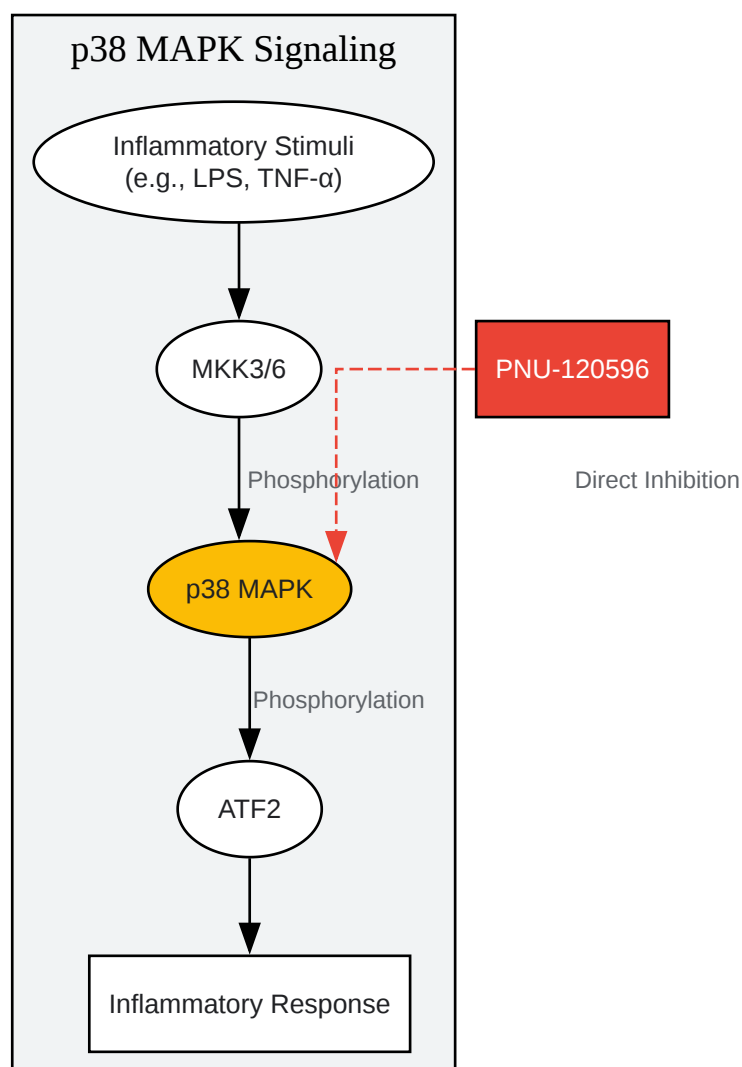 p38 MAPK Signaling
Inflammatory Stimuli
(e.g., LPS, TNF-α)
MKK3/6
PNU-120596
Phosphorylation
Direct Inhibition
p38 MAPK
Phosphorylation
ATF2
Inflammatory Response